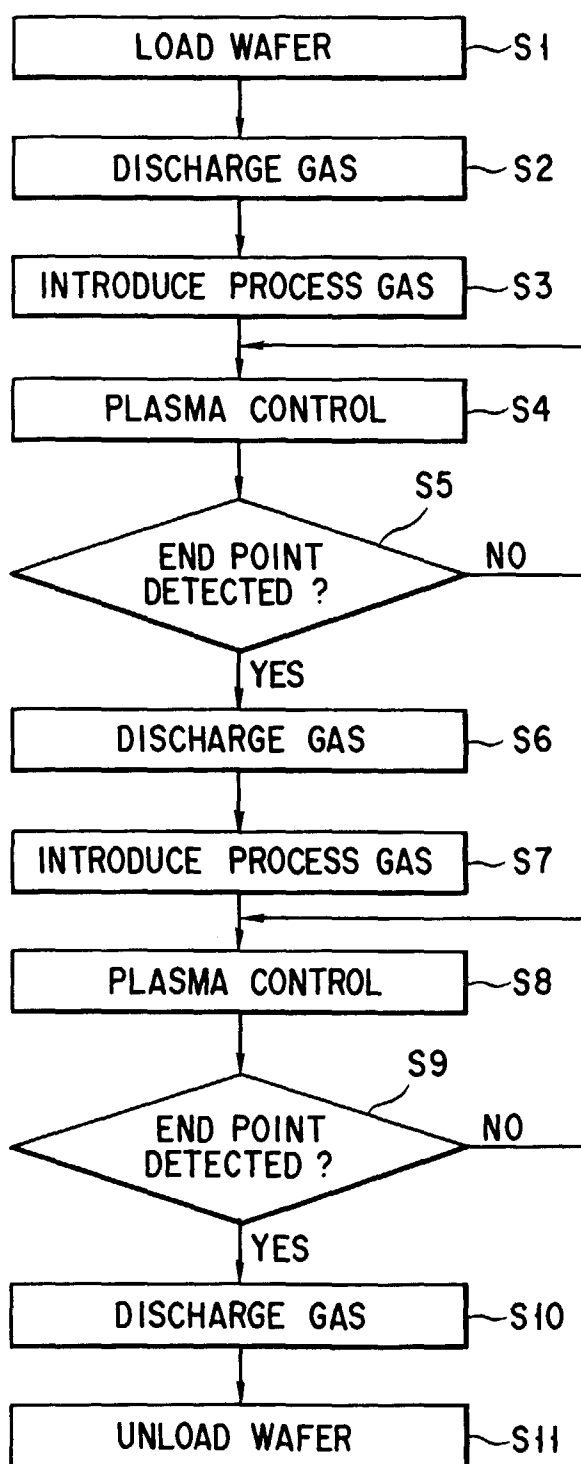 LOAD WAFER S1
DISCHARGE GAS S2
INTRODUCE PROCESS GAS S3
PLASMA CONTROL S4
S5
END POINT NO
DETECTED ?
YES
DISCHARGE GAS S6
INTRODUCE PROCESS GAS S7
PLASMA CONTROL S8
S9
END POINT NO
DETECTED ?
YES
DISCHARGE GAS S10
UNLOAD WAFER S11